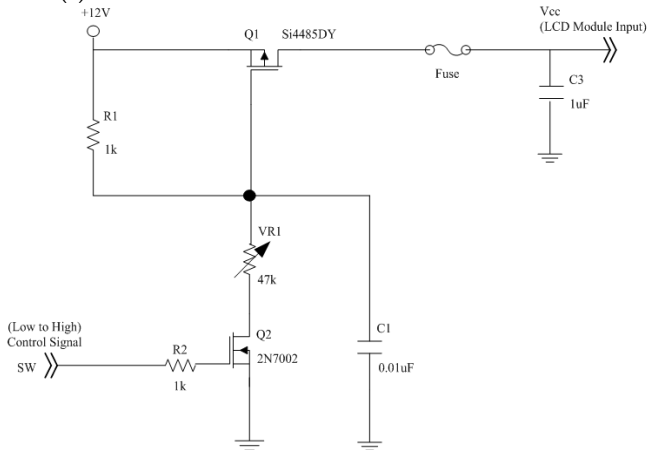 +12V
Q1
Si4485DY
Vcc
(LCD Module Input)
Fuse
C3
1uF
R1
1k
VR1
47k
(Low to High)
Control Signal
SW
R2
1k
Q2
2N7002
C1
0.01uF